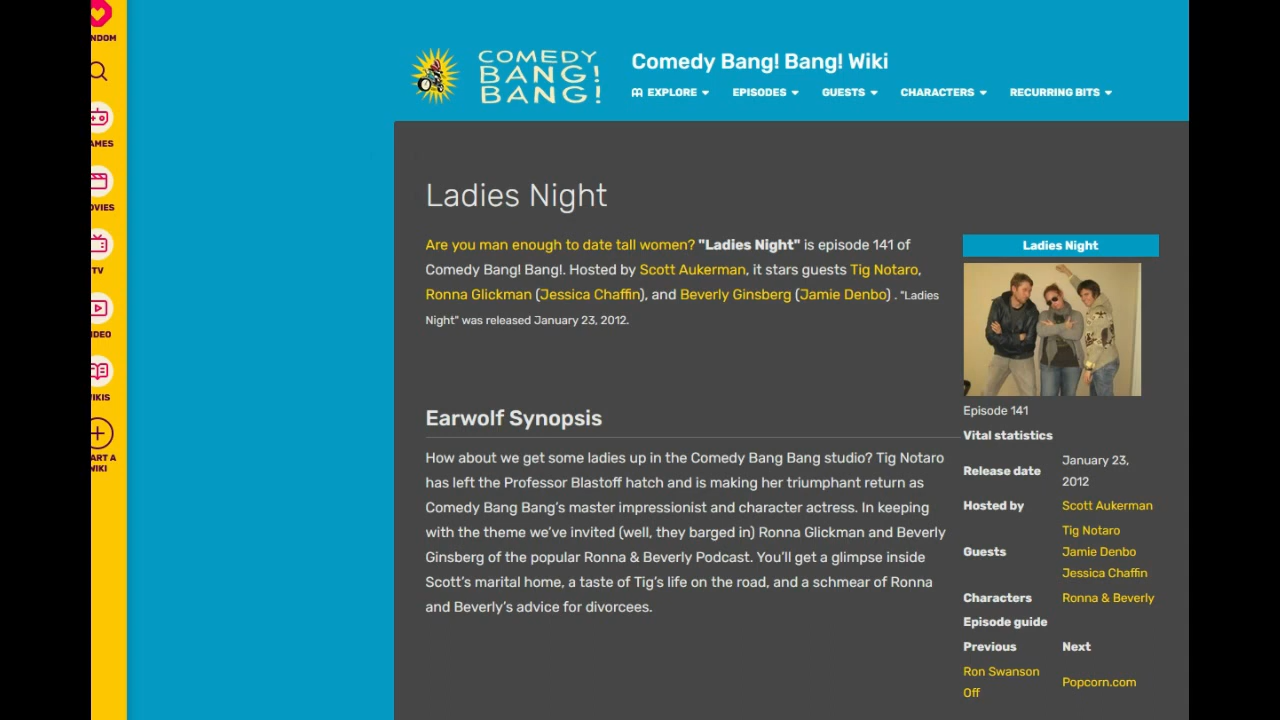 NDOM
AMES
OVIES
TV
IDEO
IKIS
ART A
WIKI
COMEDY
BANG!
BANG!
Comedy Bang! Bang! Wiki
EXPLORE EPISODES GUESTS CHARACTERS RECURRING BITS
Ladies Night
Are you man enough to date tall women? "Ladies Night" is episode 141 of
Comedy Bang! Bang!. Hosted by Scott Aukerman, it stars guests Tig Notaro,
Ronna Glickman (Jessica Chaffin), and Beverly Ginsberg (Jamie Denbo) . "Ladies
Night" was released January 23, 2012.
Earwolf Synopsis
How about we get some ladies up in the Comedy Bang Bang studio? Tig Notaro
has left the Professor Blastoff hatch and is making her triumphant return as
Comedy Bang Bang's master impressionist and character actress. In keeping
with the theme we've invited (well, they barged in) Ronna Glickman and Beverly
Ginsberg of the popular Ronna & Beverly Podcast. You'll get a glimpse inside
Scott's marital home, a taste of Tig's life on the road, and a schmear of Ronna
and Beverly's advice for divorcees.
Ladies Night
Episode 141
Vital statistics
Release date January 23,
2012
Hosted by Scott Aukerman
Tig Notaro
Guests Jamie Denbo
Jessica Chaffin
Characters Ronna & Beverly
Episode guide
Previous Next
Ron Swanson
Off
Popcorn.com